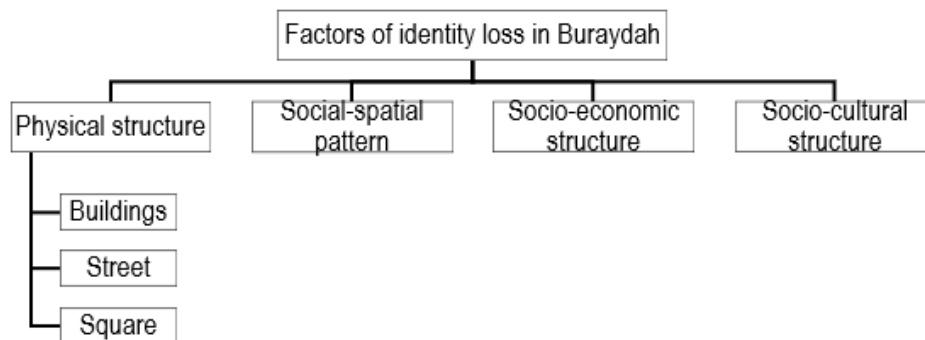 Factors of identity loss in Buraydah
Physical structure
Social-spatial
pattern
Socio-economic
structure
Socio-cultural
structure
Buildings
Street
Square